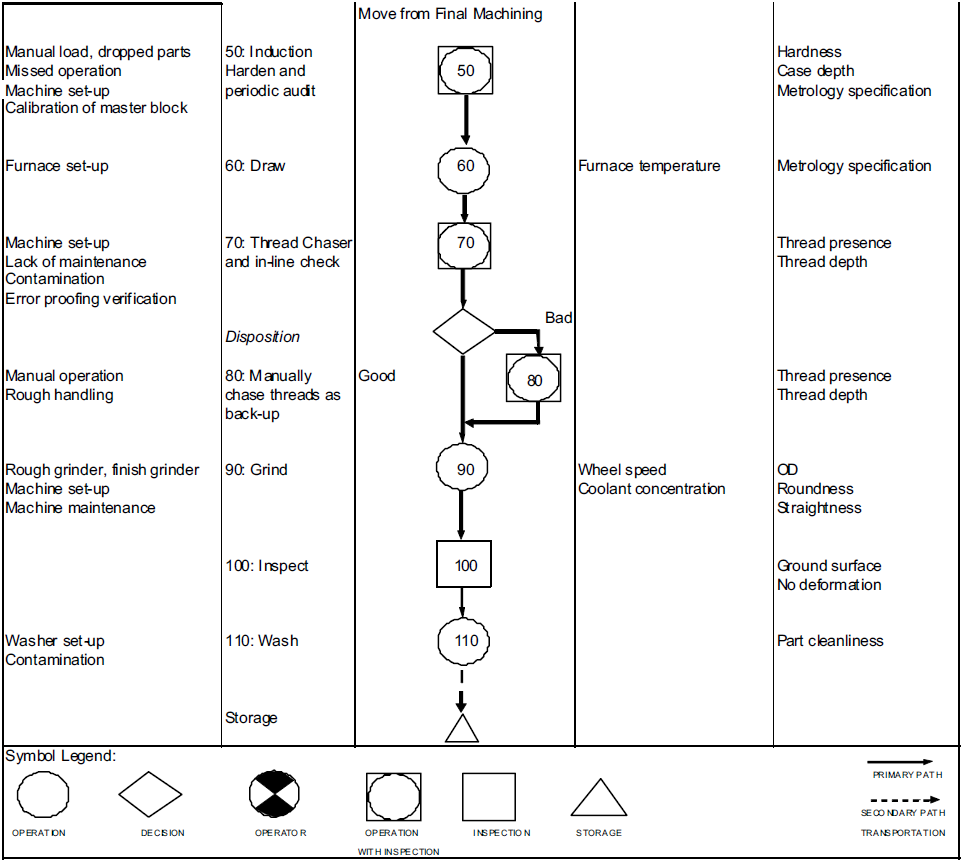 Move from Final Machining
Manual load, dropped parts
Missed operation
Machine set-up
Calibration of master block
50: Induction
Harden and
periodic audit
50
Hardness
Case depth
Metrology specification
Furnace set-up
60: Draw
60
Furnace temperature
Metrology specification
Machine set-up
Lack of maintenance
Contamination
Error proofing verification
70: Thread Chaser
and in-line check
70
Thread presence
Thread depth
Disposition
Bad
Manual operation
Rough handling
80: Manually
chase threads as
back-up
Good
80
Thread presence
Thread depth
Rough grinder, finish grinder
Machine set-up
Machine maintenance
90: Grind
90
Wheel speed
Coolant concentration
OD
Roundness
Straightness
100: Inspect
100
Ground surface
No deformation
Washer set-up
Contamination
110: Wash
110
Part cleanliness
Storage
Symbol Legend:
OPERATION
DECISION
OPERATOR
OPERATION
WITH INSPECTION
INSPECTION
STORAGE
PRIMARY PATH
SECONDARY PATH
TRANSPORTATION